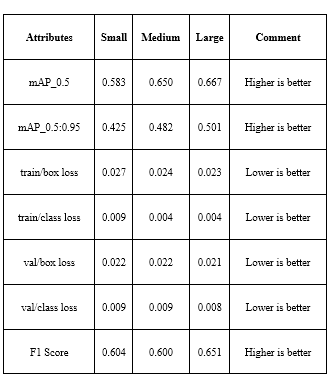 Attributes Small Medium Large Comment
mAP_0.5 0.583 0.650 0.667 Higher is better
mAP_0.5:0.95 0.425 0.482 0.501 Higher is better
train/box loss 0.027 0.024 0.023 Lower is better
train/class loss 0.009 0.004 0.004 Lower is better
val/box loss 0.022 0.022 0.021 Lower is better
val/class loss 0.009 0.009 0.008 Lower is better
F1 Score 0.604 0.600 0.651 Higher is better